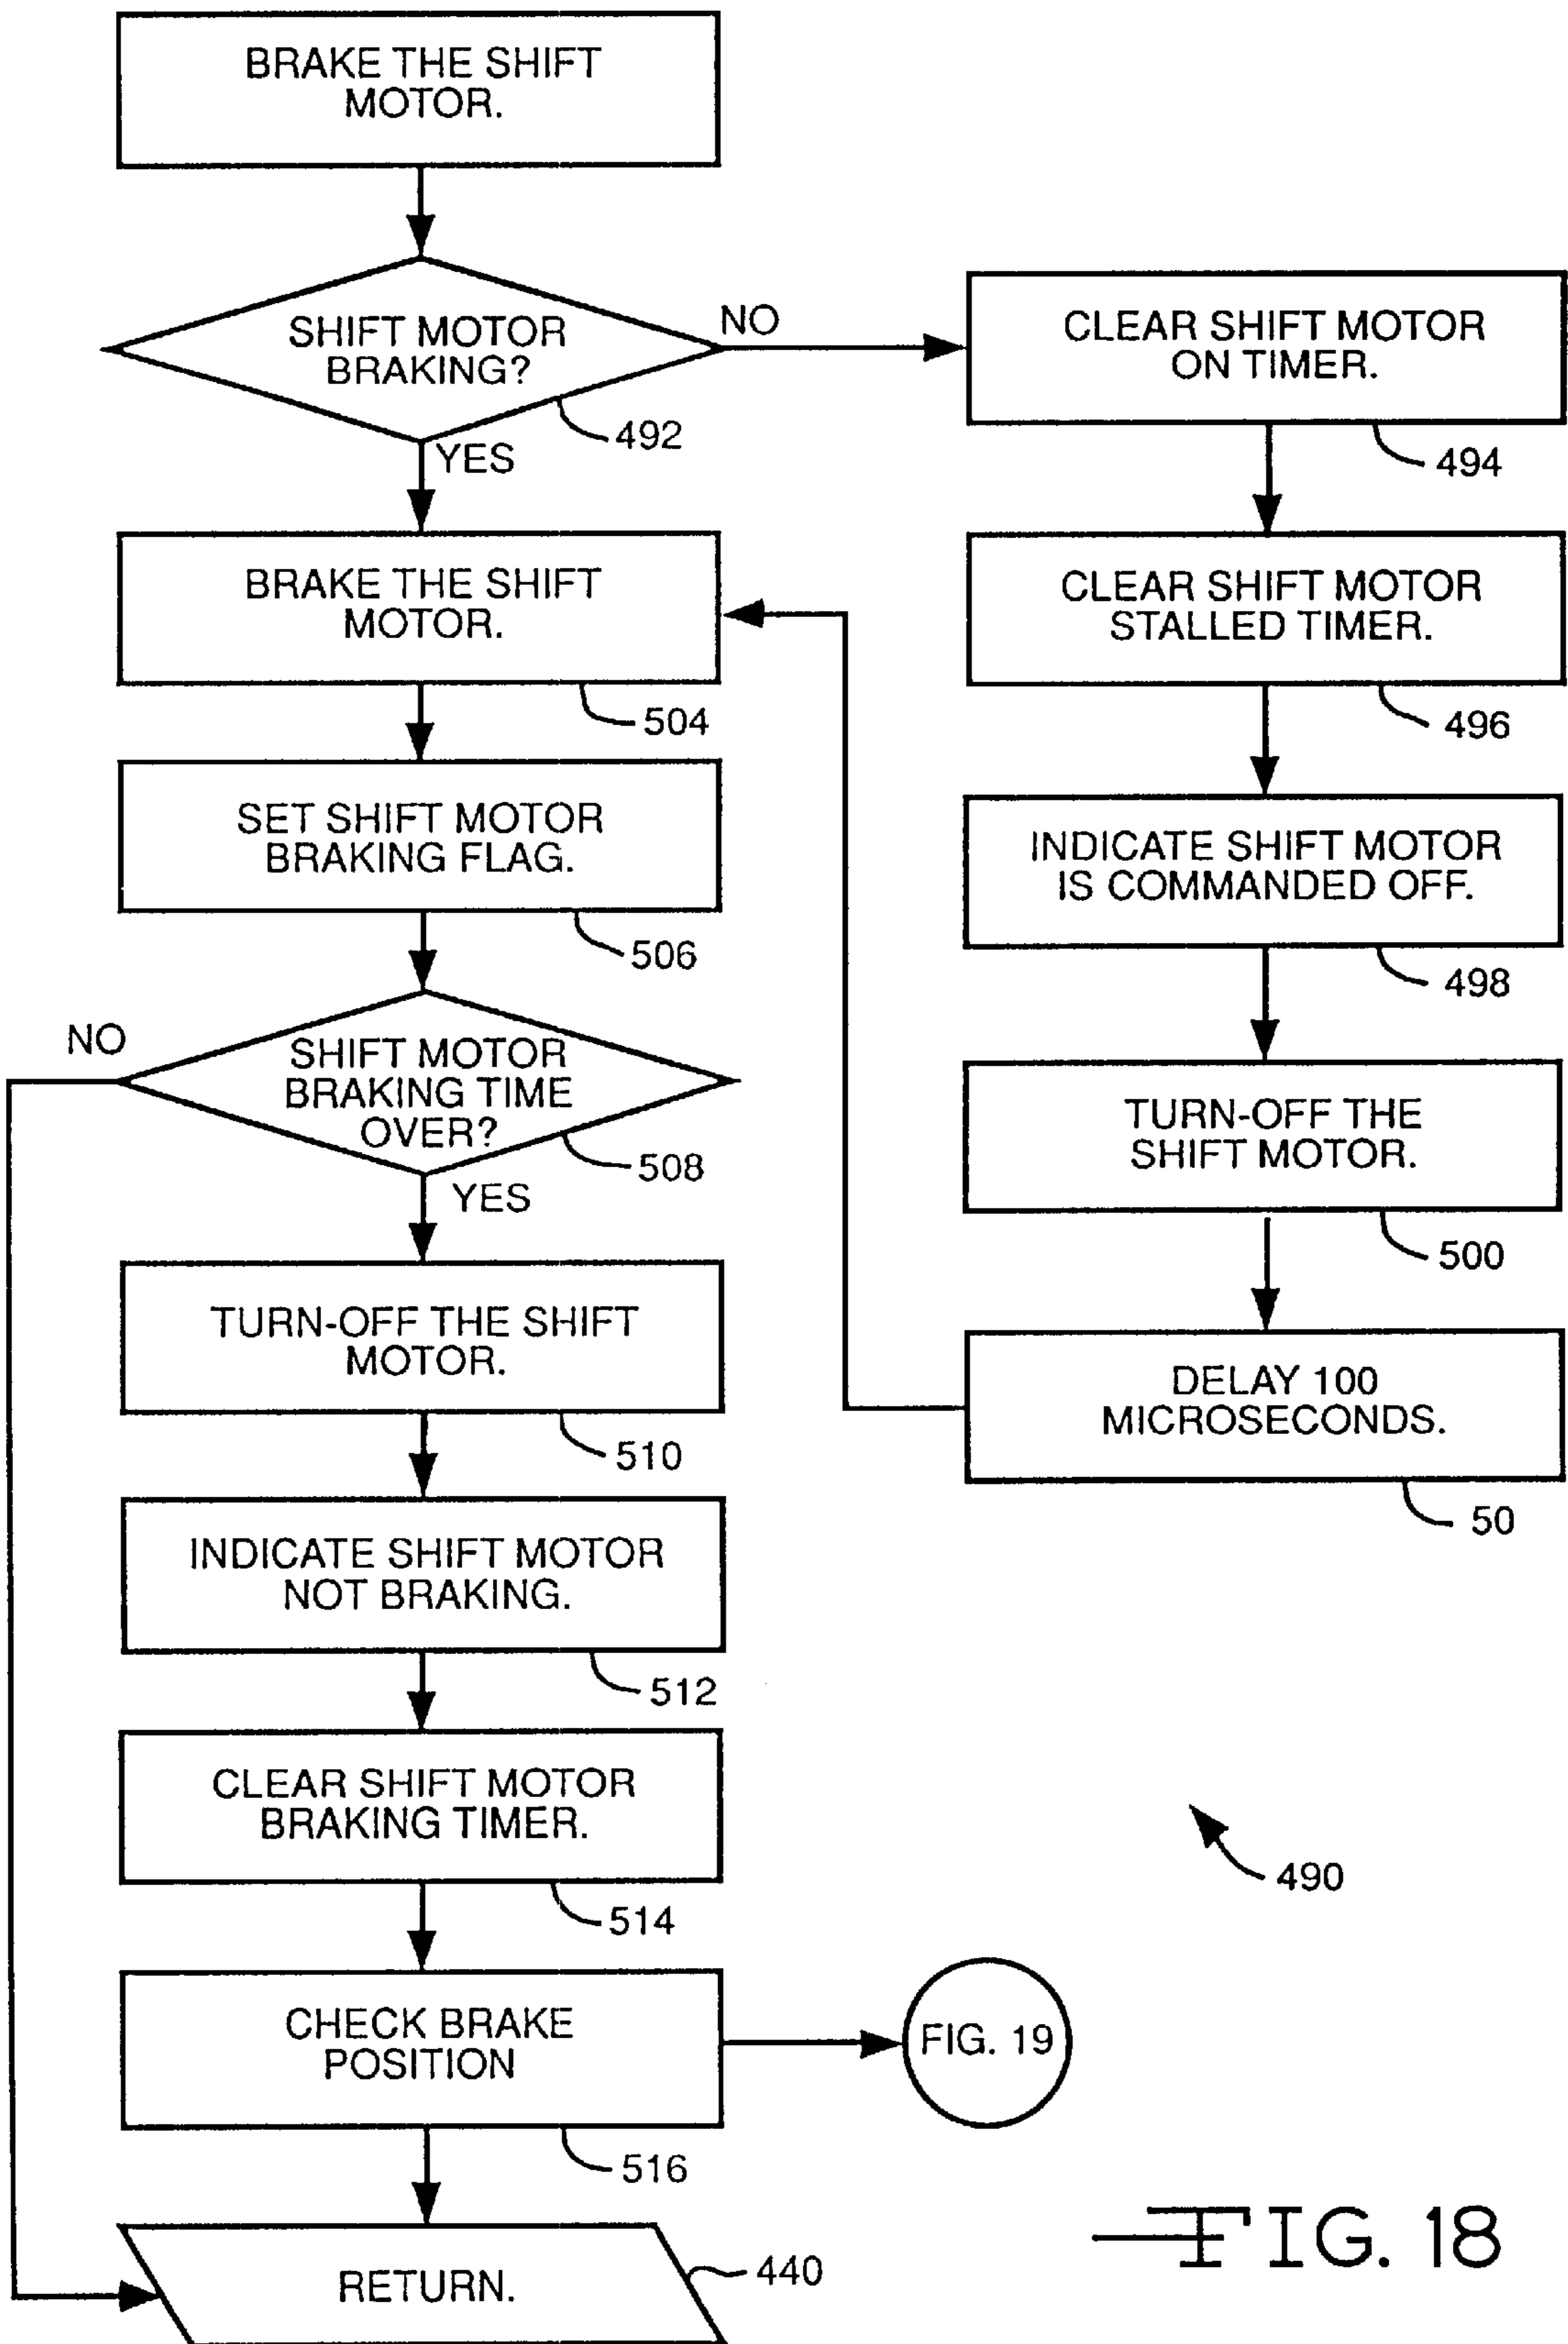 BRAKE THE SHIFT
MOTOR.
SHIFT MOTOR
BRAKING?
NO
492
YES
CLEAR SHIFT MOTOR
ON TIMER.
494
CLEAR SHIFT MOTOR
STALLED TIMER.
496
INDICATE SHIFT MOTOR
IS COMMANDED OFF.
498
TURN-OFF THE
SHIFT MOTOR.
500
DELAY 100
MICROSECONDS.
50
BRAKE THE SHIFT
MOTOR.
504
SET SHIFT MOTOR
BRAKING FLAG.
506
NO
SHIFT MOTOR
BRAKING TIME
OVER?
508
YES
TURN-OFF THE SHIFT
MOTOR.
510
INDICATE SHIFT MOTOR
NOT BRAKING.
512
CLEAR SHIFT MOTOR
BRAKING TIMER.
514
490
CHECK BRAKE
POSITION
516
FIG. 19
RETURN.
440
FIG. 18